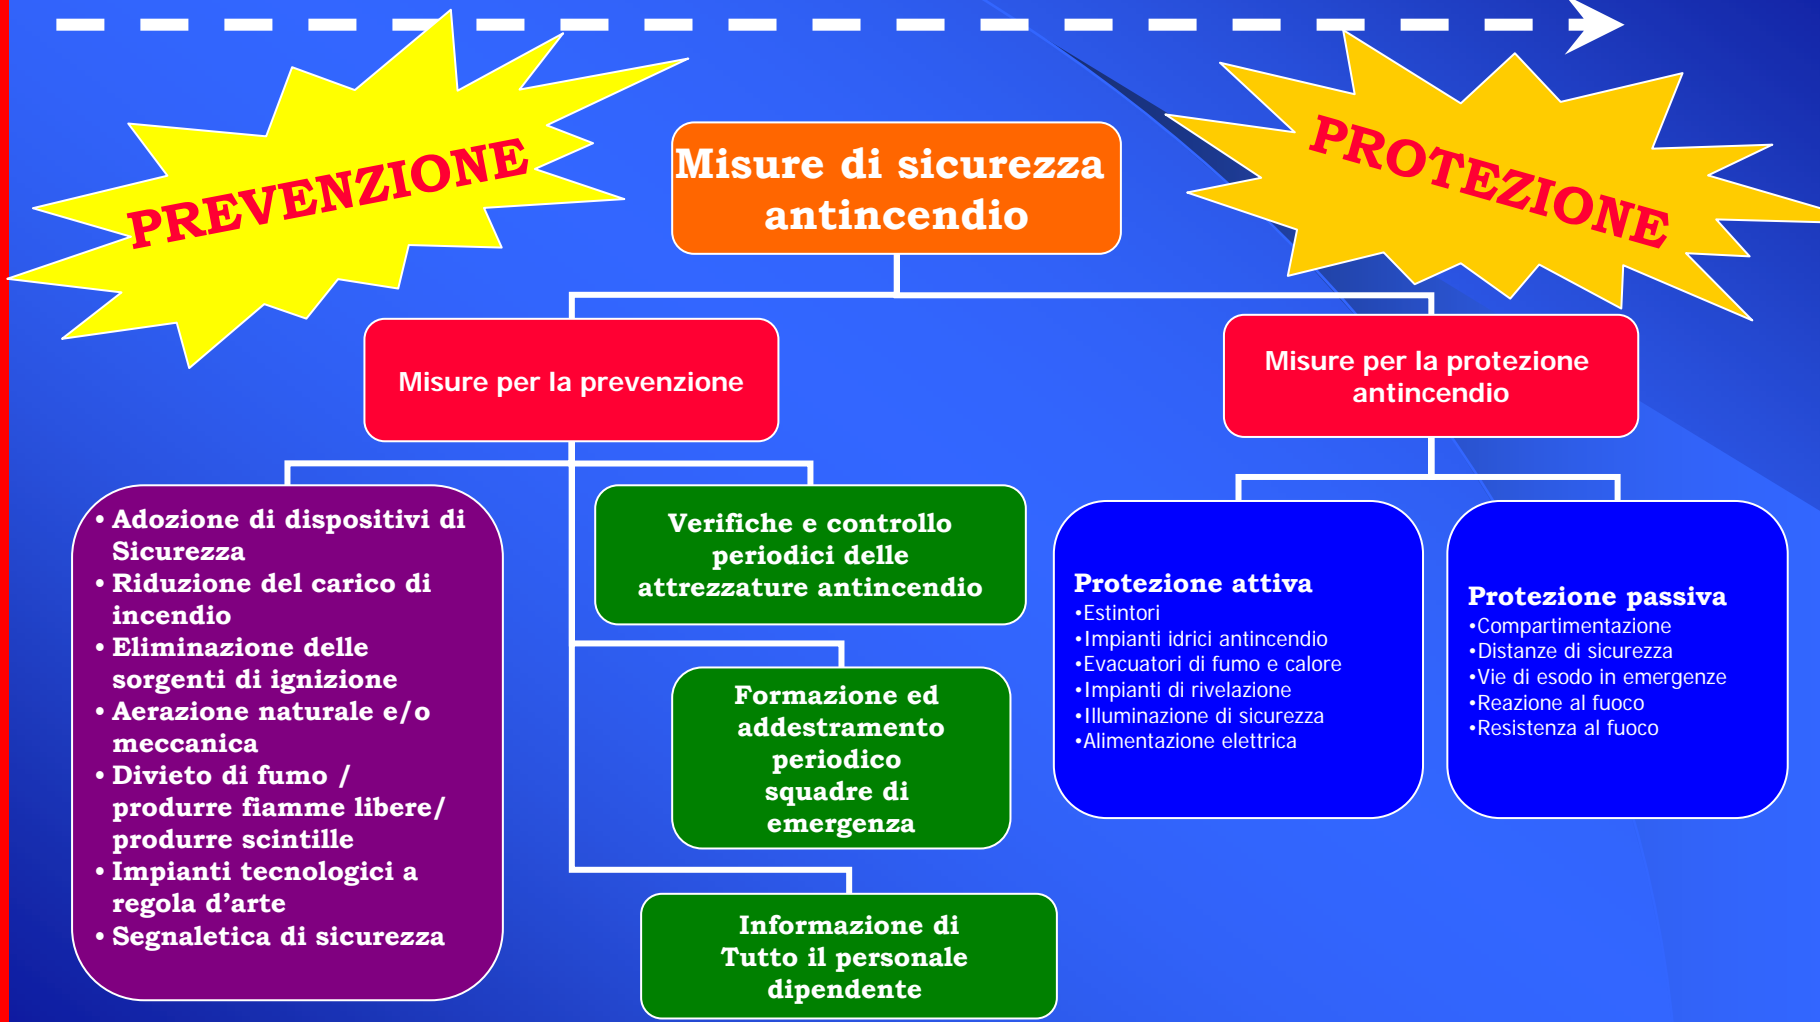 PREVENZIONE
PROTEZIONE
Misure di sicurezza
antincendio
Misure per la prevenzione
Misure per la protezione
antincendio
• Adozione di dispositivi di
Sicurezza
• Riduzione del carico di
incendio
• Eliminazione delle
sorgenti di ignizione
• Aerazione naturale e/o
meccanica
• Divieto di fumo /
produrre fiamme libere/
produrre scintille
• Impianti tecnologici a
regola d’arte
• Segnaletica di sicurezza
Verifiche e controllo
periodici delle
attrezzature antincendio
Formazione ed
addestramento
periodico
squadre di
emergenza
Informazione di
Tutto il personale
dipendente
Protezione attiva
•Estintori
•Impianti idrici antincendio
•Evacuatori di fumo e calore
•Impianti di rivelazione
•Illuminazione di sicurezza
•Alimentazione elettrica
Protezione passiva
•Compartimentazione
•Distanze di sicurezza
•Vie di esodo in emergenze
•Reazione al fuoco
•Resistenza al fuoco